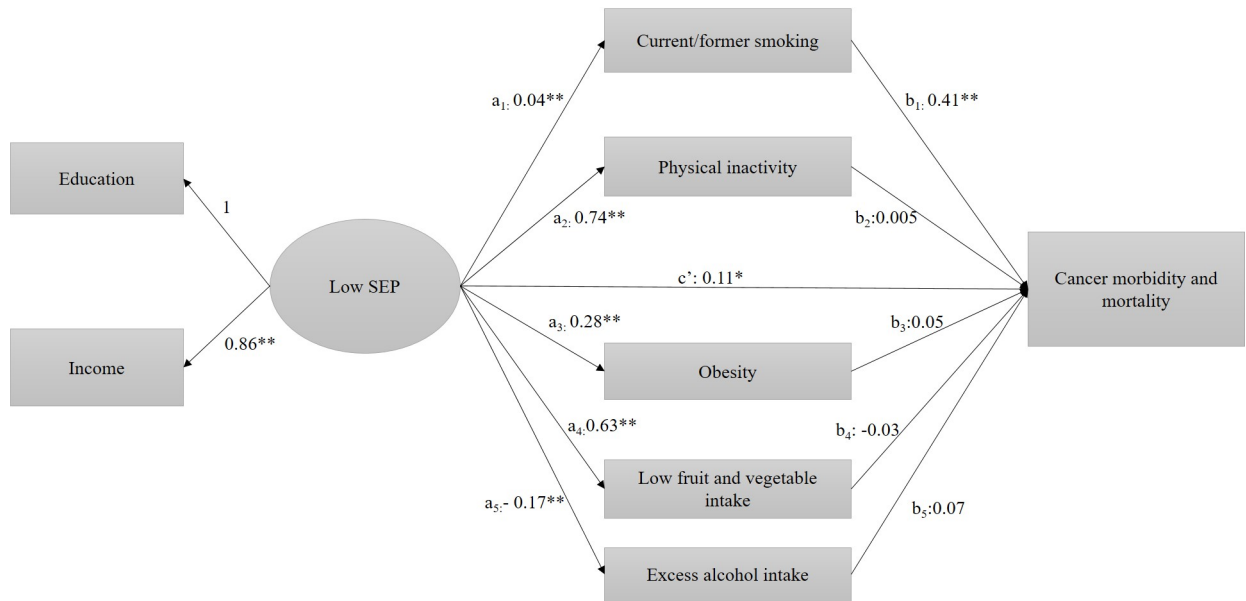 Current/former smoking
a1: 0.04**
b1: 0.41**
Education
Physical inactivity
1
a2: 0.74**
b2:0.005
Low SEP
c’: 0.11*
Cancer morbidity and
mortality
Income
0.86**
a3: 0.28**
b3:0.05
Obesity
a4:0.63**
b4: -0.03
Low fruit and vegetable
intake
a5:- 0.17**
b5:0.07
Excess alcohol intake